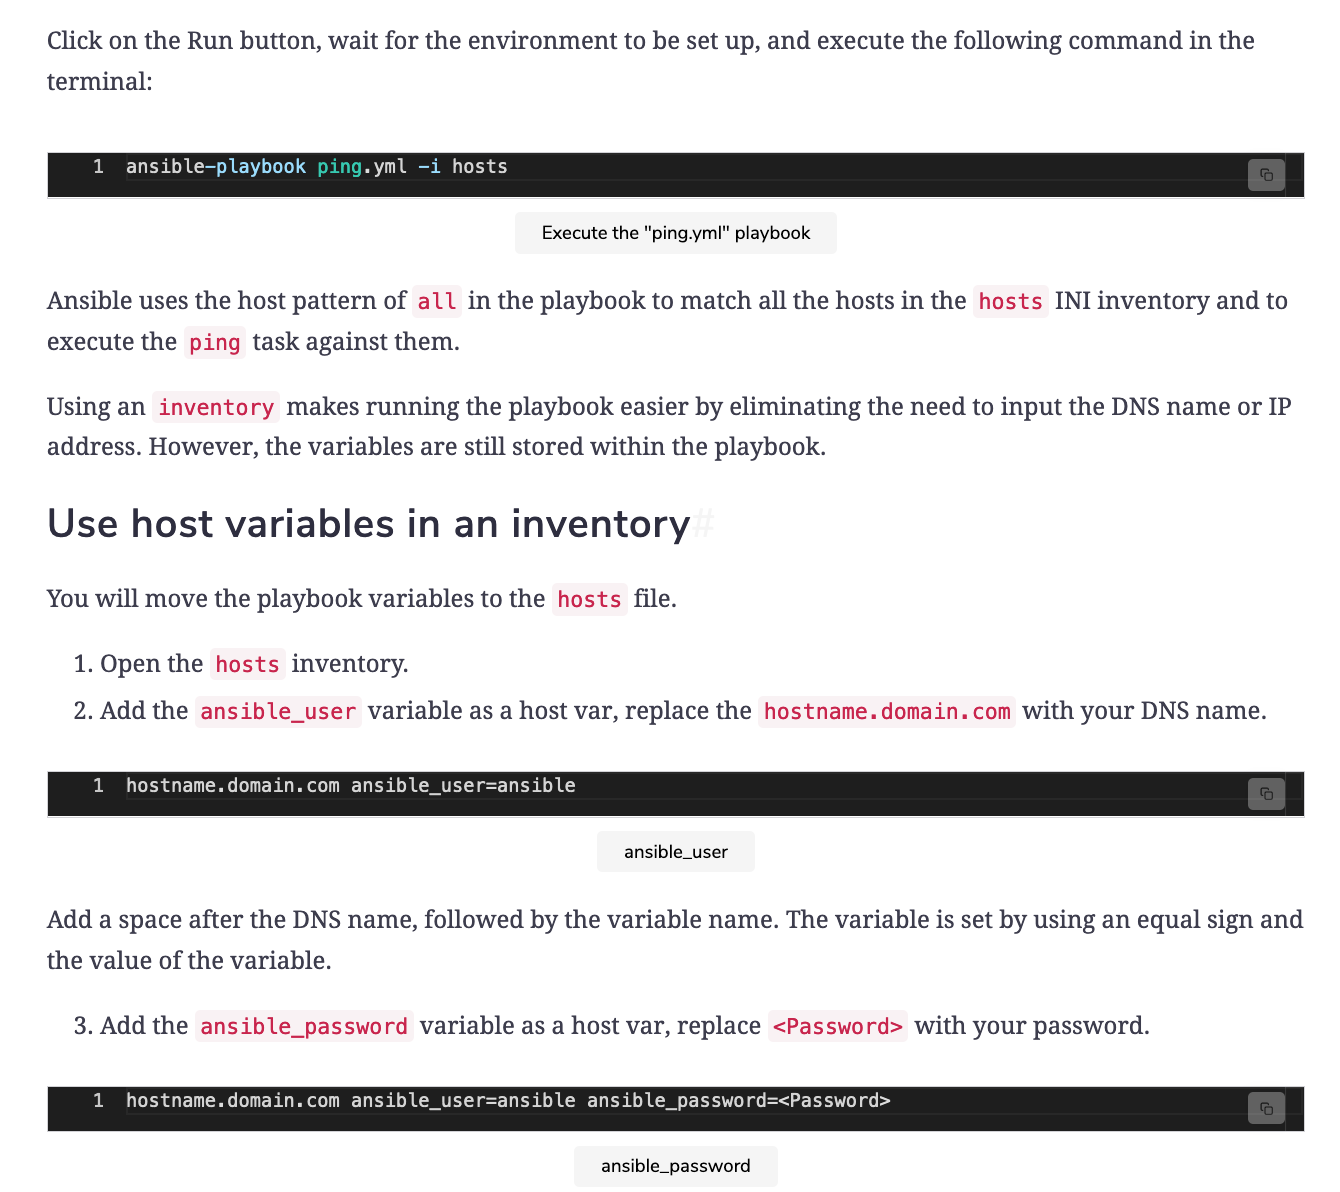 Click on the Run button, wait for the environment to be set up, and execute the following command in the
terminal:
1 ansible-playbook ping.yml -i hosts
Execute the "ping.yml" playbook
Ansible uses the host pattern of all in the playbook to match all the hosts in the hosts INI inventory and to
execute the ping task against them.
Using an inventory makes running the playbook easier by eliminating the need to input the DNS name or IP
address. However, the variables are still stored within the playbook.
Use host variables in an inventory#
You will move the playbook variables to the hosts file.
1. Open the hosts inventory.
2. Add the ansible_user variable as a host var, replace the hostname.domain.com with your DNS name.
1 hostname.domain.com ansible_user=ansible
ansible_user
Add a space after the DNS name, followed by the variable name. The variable is set by using an equal sign and
the value of the variable.
3. Add the ansible_password variable as a host var, replace <Password> with your password.
1 hostname.domain.com ansible_user=ansible ansible_password=<Password>
ansible_password